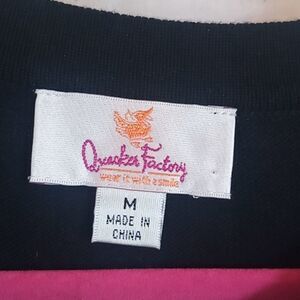 Quacker Factory
wear it with a smile
M
MADE IN
CHINA